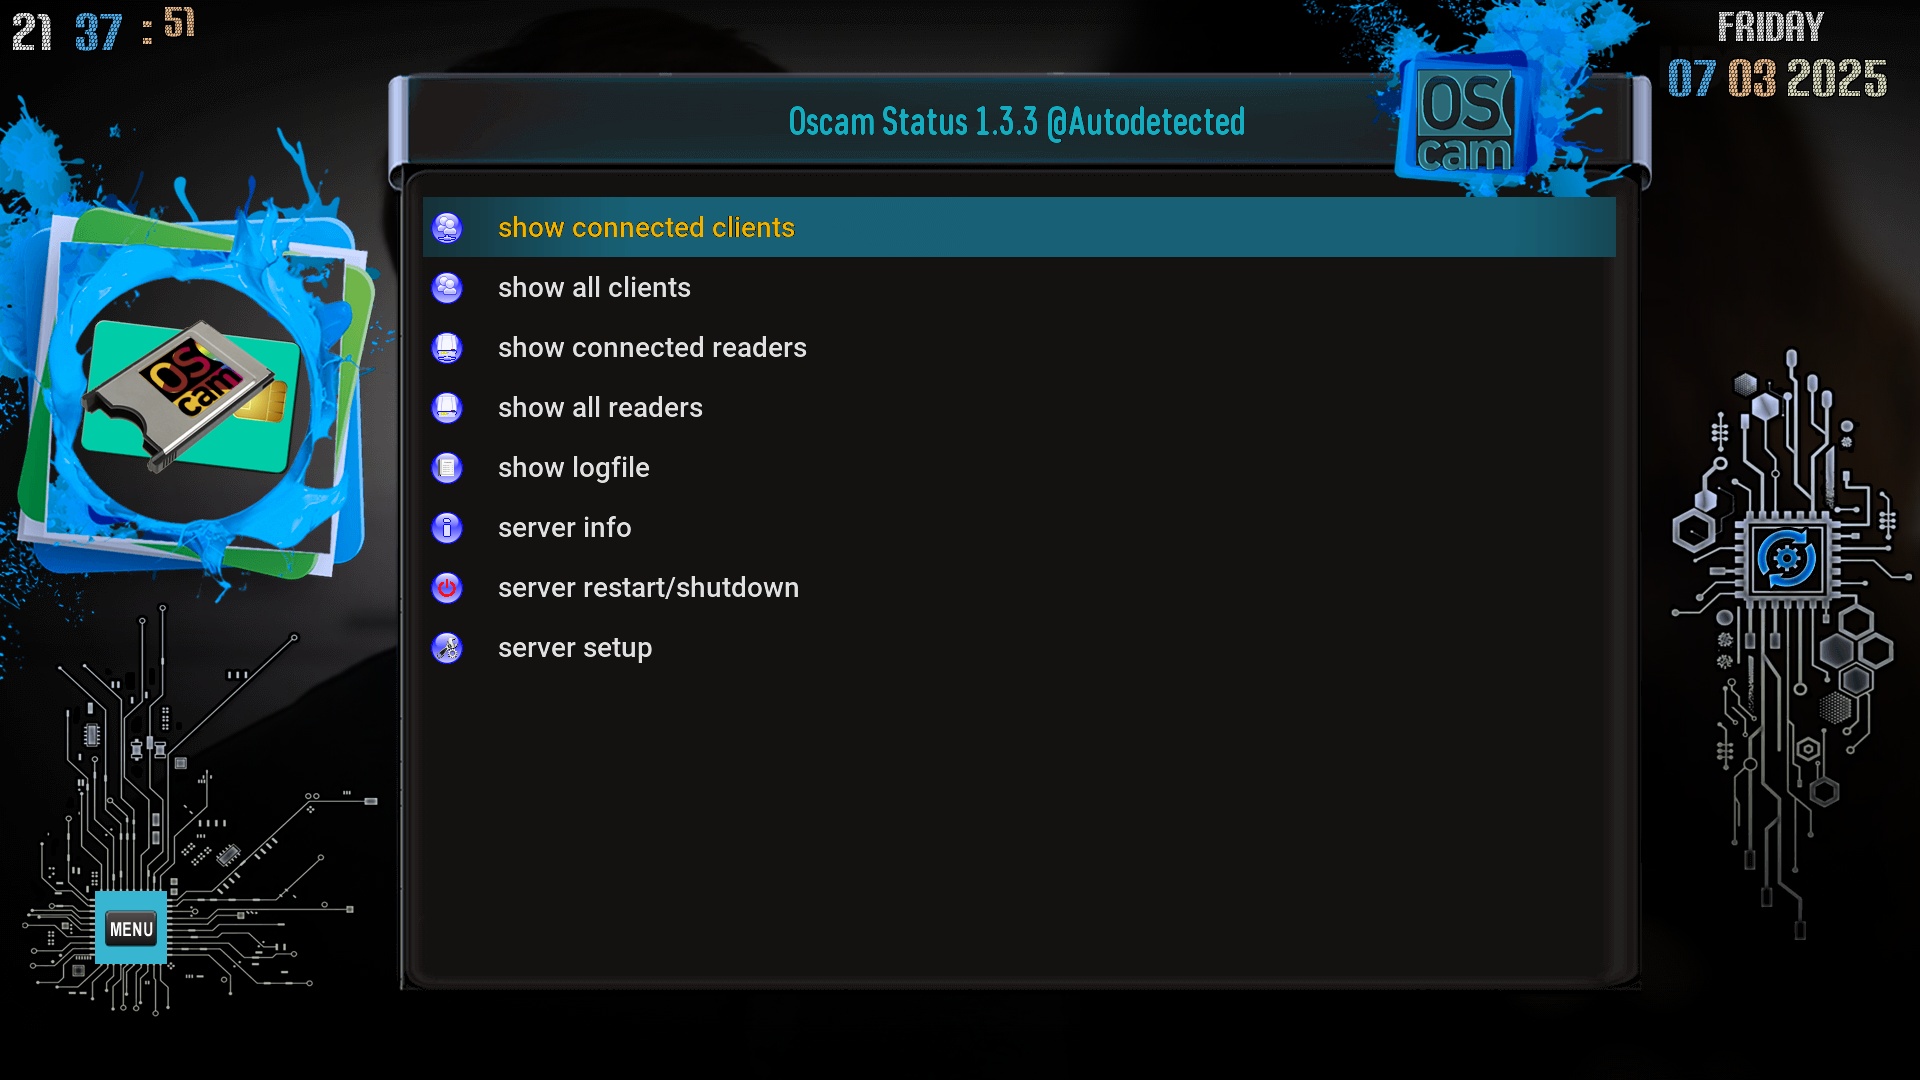 21 37 : 51
FRIDAY
07 03 2025
Oscam Status 1.3.3 @Autodetected
OS
cam
show connected clients
show all clients
show connected readers
show all readers
show logfile
server info
server restart/shutdown
server setup
OS
cam
MENU